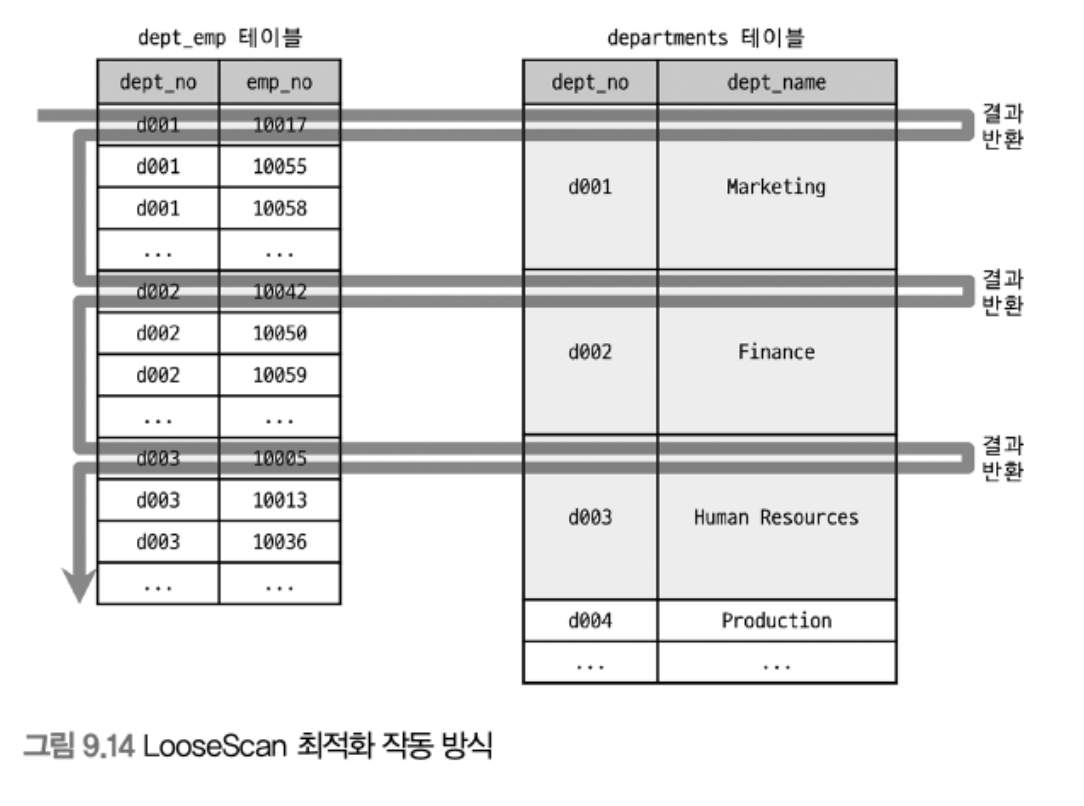 dept_emp 테이블
dept_no emp_no
d001 10017
d001 10055
d001 10058
... ...
d002 10042
d002 10050
d002 10059
... ...
d003 10005
d003 10013
d003 10036
... ...
departments 테이블
dept_no dept_name
d001 Marketing
d002 Finance
d003 Human Resources
d004 Production
... ...
결과
반환
결과
반환
결과
반환
그림 9.14 LooseScan 최적화 작동 방식